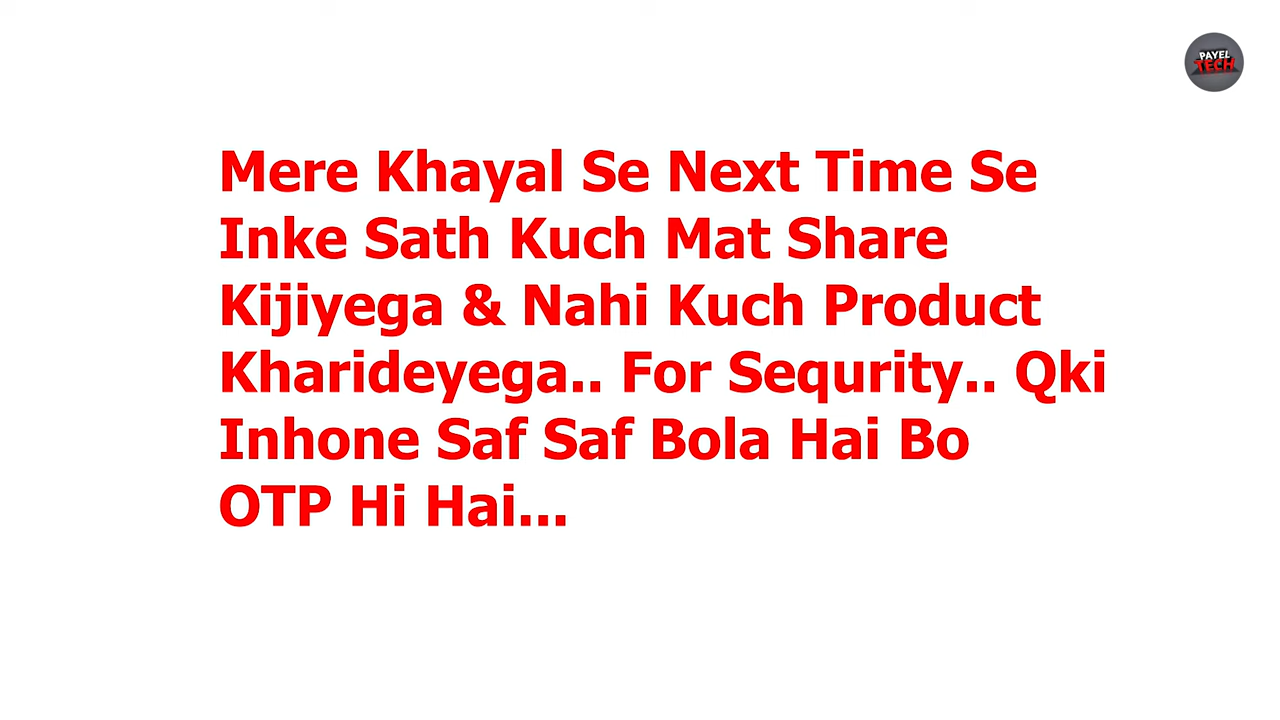 PAYEL
TECH
Mere Khayal Se Next Time Se
Inke Sath Kuch Mat Share
Kijiyega & Nahi Kuch Product
Kharideyega.. For Sequrity.. Qki
Inhone Saf Saf Bola Hai Bo
OTP Hi Hai...